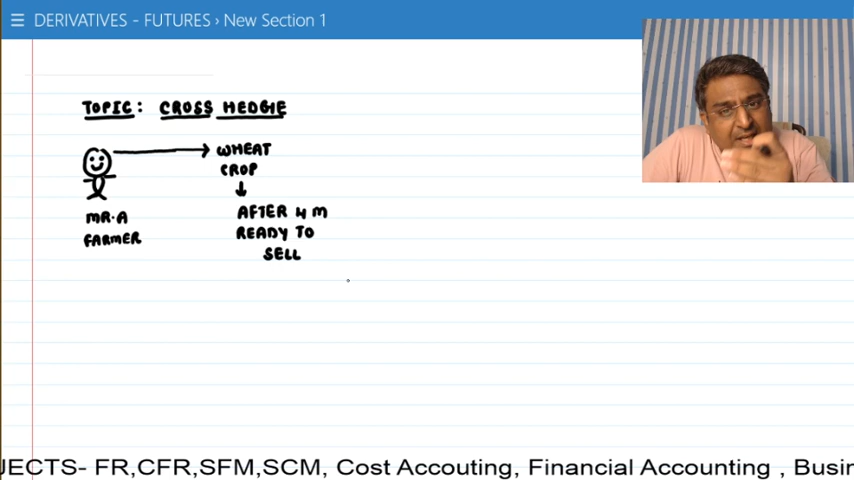 DERIVATIVES - FUTURES › New Section 1
TOPIC: CROSS HEDGE
WHEAT
CROP
AFTER 4 M
READY TO
SELL
MR.A
FARMER
JECTS- FR,CFR,SFM,SCM, Cost Accouting, Financial Accounting , Busin